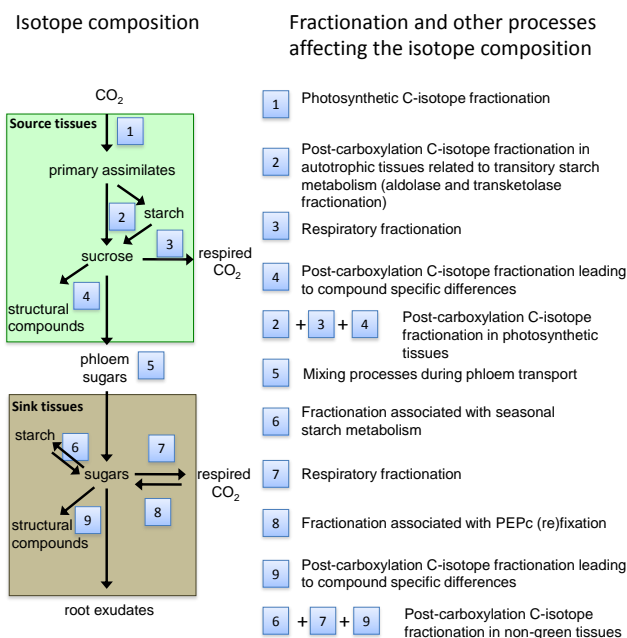 Isotope composition
Fractionation and other processes
affecting the isotope composition
CO2
Source tissues
1
primary assimilates
2
starch
3
sucrose
respired
CO2
4
structural
compounds
phloem
sugars
5
Sink tissues
starch
6
7
sugars
respired
CO2
8
9
structural
compounds
root exudates
1 Photosynthetic C-isotope fractionation
2 Post-carboxylation C-isotope fractionation in
autotrophic tissues related to transitory starch
metabolism (aldolase and transketolase
fractionation)
3 Respiratory fractionation
4 Post-carboxylation C-isotope fractionation leading
to compound specific differences
2 + 3 + 4 Post-carboxylation C-isotope
fractionation in photosynthetic
tissues
5 Mixing processes during phloem transport
6 Fractionation associated with seasonal
starch metabolism
7 Respiratory fractionation
8 Fractionation associated with PEPc (re)fixation
9 Post-carboxylation C-isotope fractionation leading
to compound specific differences
6 + 7 + 9 Post-carboxylation C-isotope
fractionation in non-green tissues